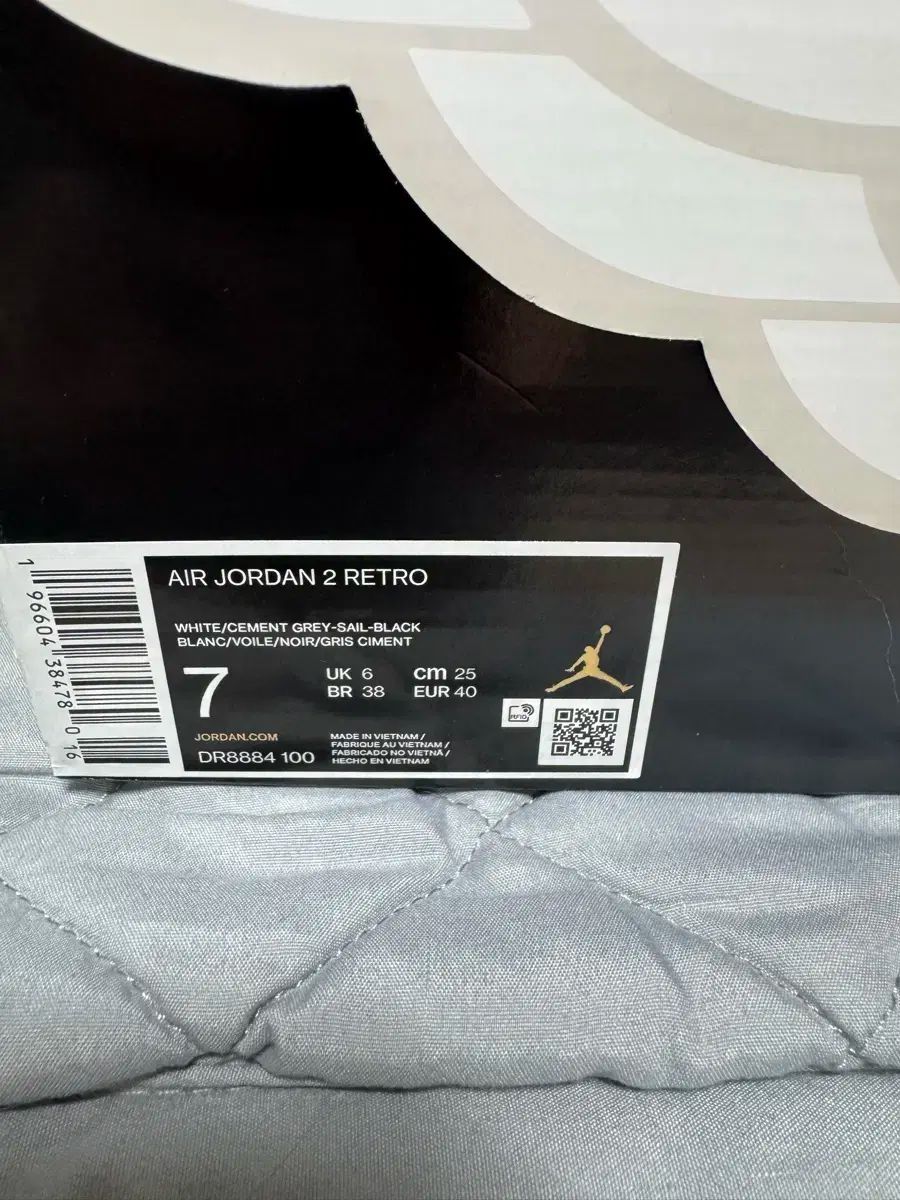 AIR JORDAN 2 RETRO
WHITE/CEMENT GREY-SAIL-BLACK
BLANC/VOILE/NOIR/GRIS CIMENT
7
UK 6 cm 25
BR 38 EUR 40
RFID
JORDAN.COM
DR8884 100
MADE IN VIETNAM /
FABRIQUE AU VIETNAM /
FABRICADO NO VIETNÃ /
HECHO EN VIETNAM
1 96604 38478 0 16